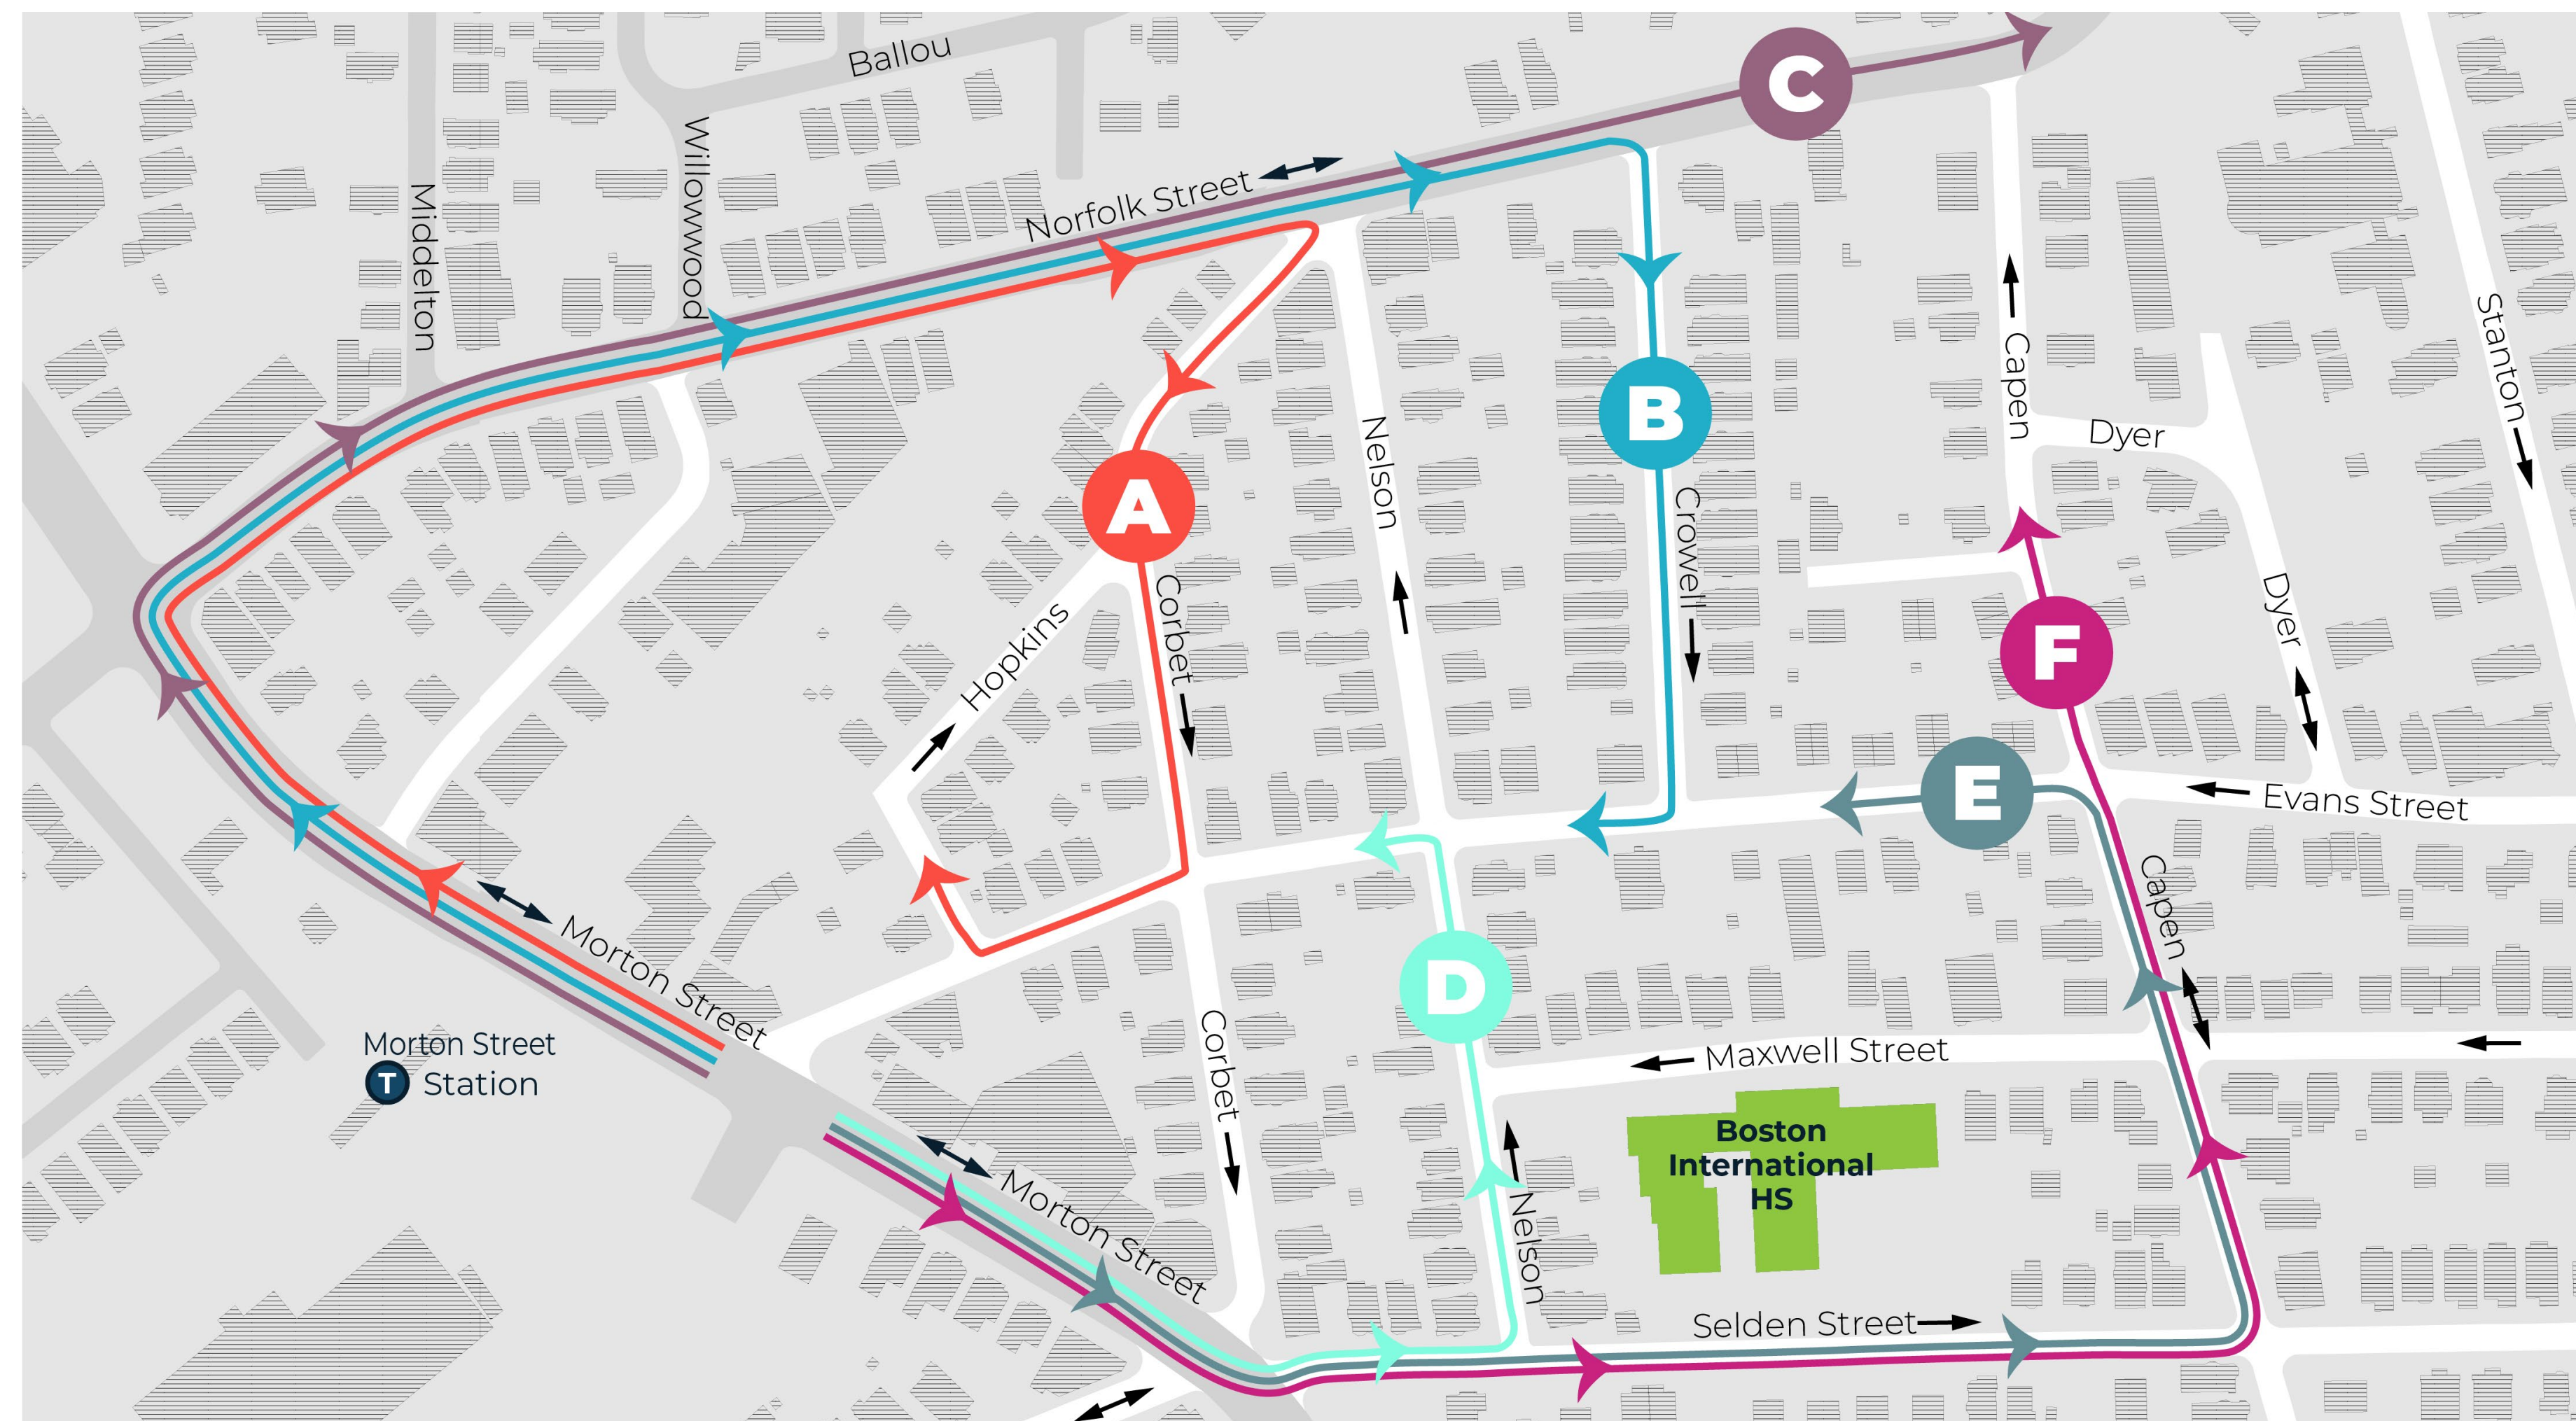 Ballou
C
Willowwood
Middelton
Norfolk Street
Stanton
Capen
B
Nelson
Dyer
A
Crowell
Corbet
Hopkins
Dyer
F
E
Evans Street
Capen
Morton Street
D
Corbet
Morton Street
T Station
Maxwell Street
Boston
International
HS
Morton Street
Nelson
Selden Street